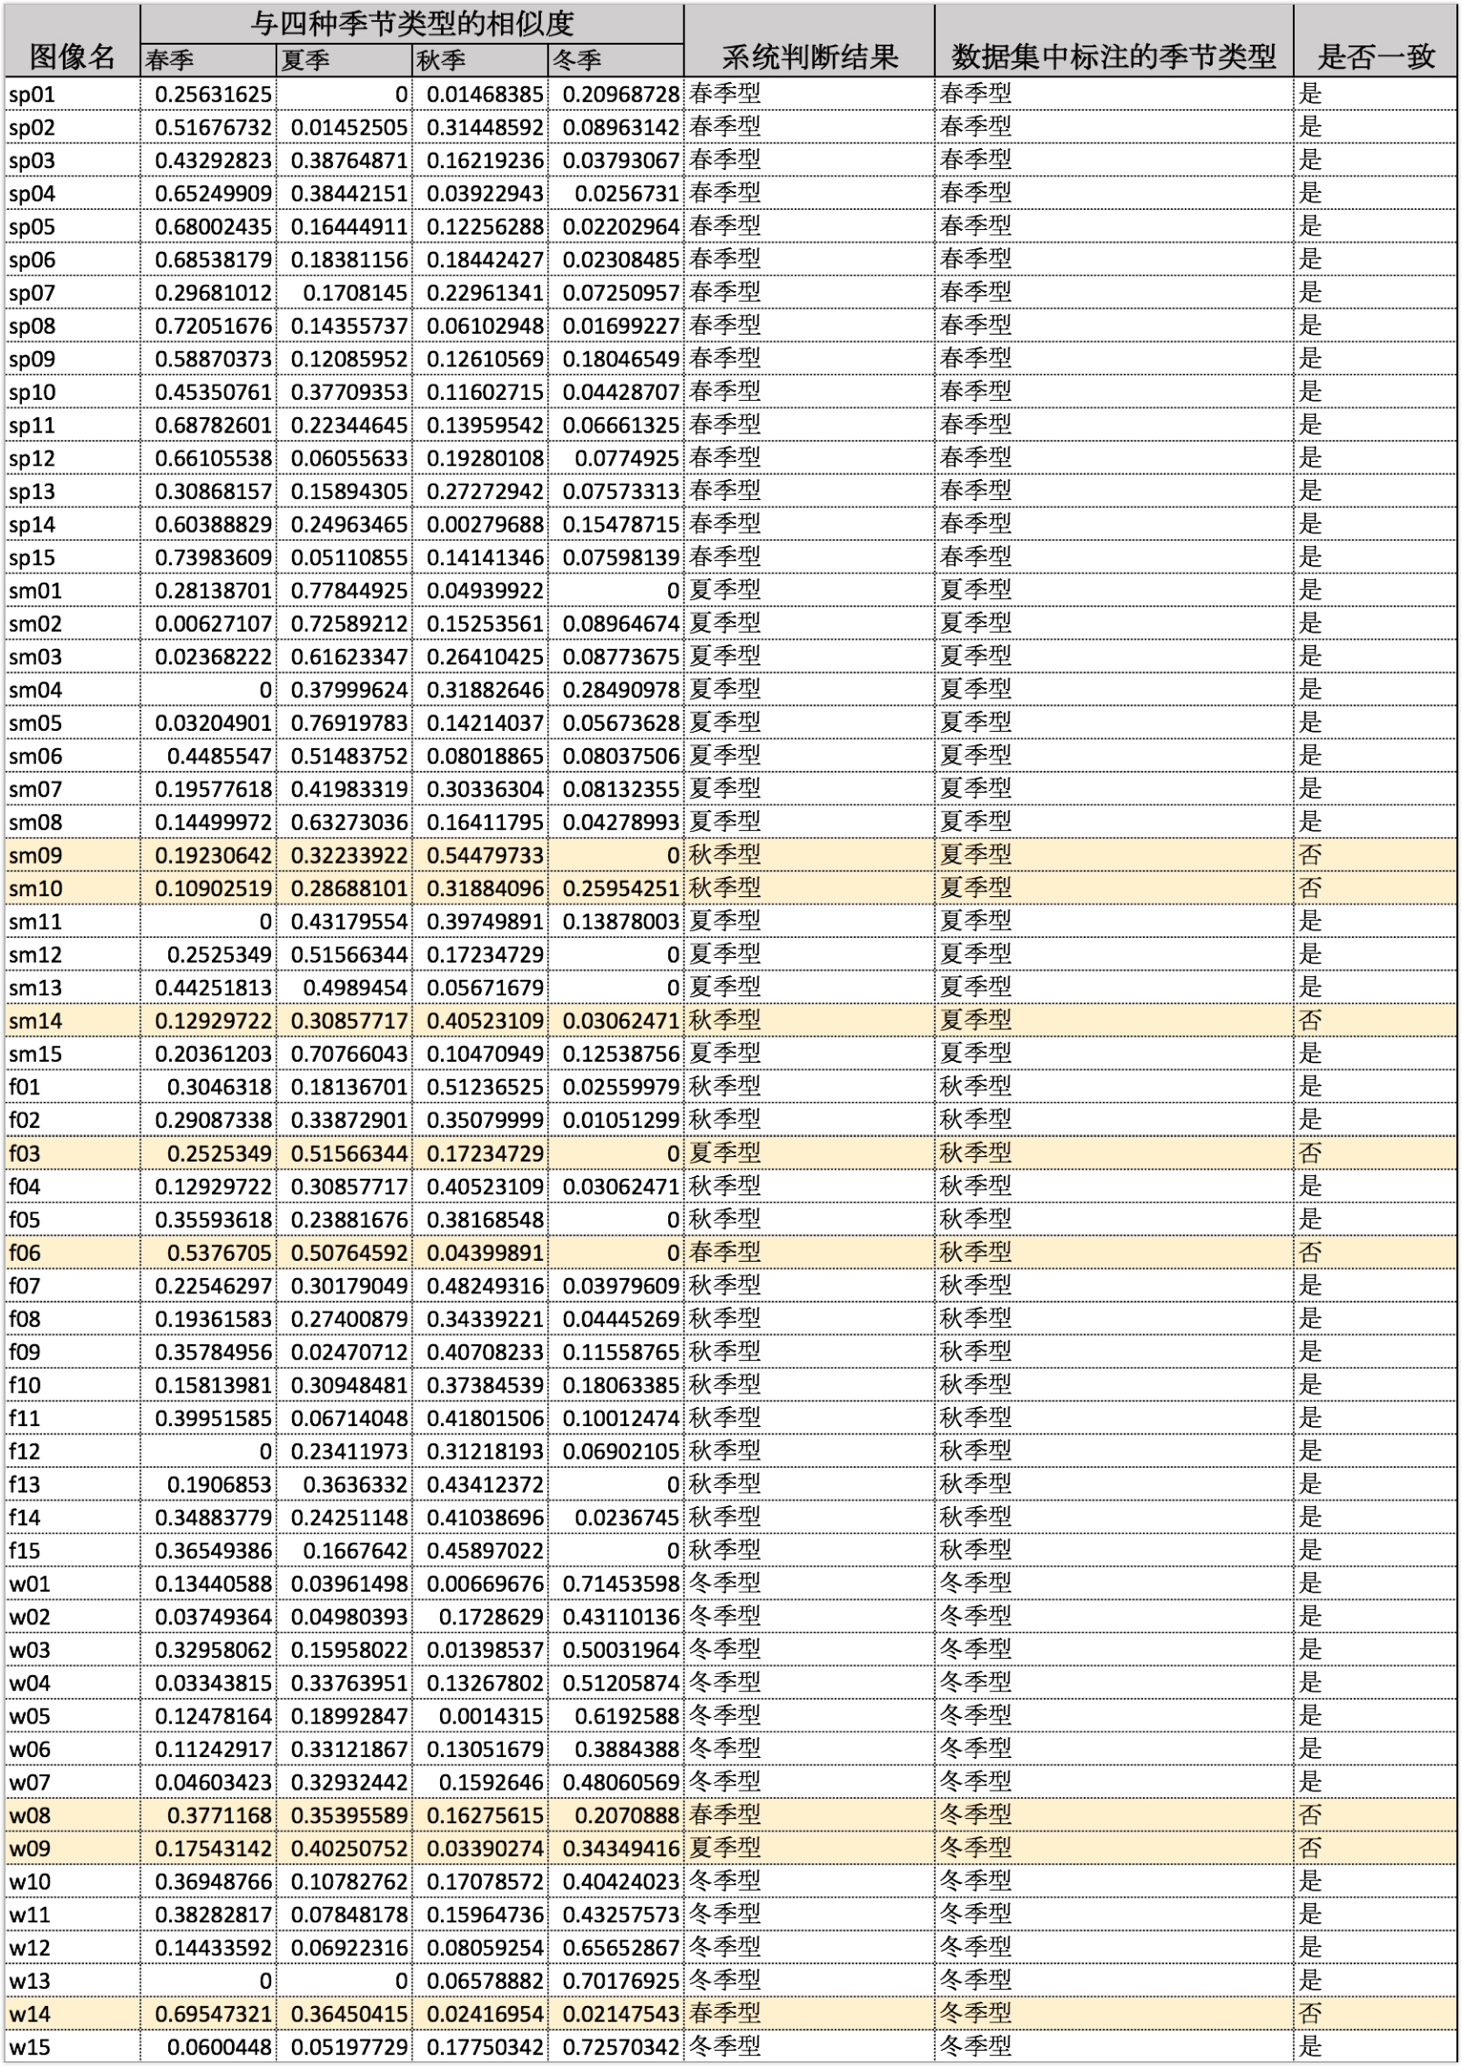 与四种季节类型的相似度
图像名 春季 夏季 秋季 冬季 系统判断结果 数据集中标注的季节类型 是否一致
sp01 0.25631625 0 0.01468385 0.20968728 春季型 春季型 是
sp02 0.51676732 0.01452505 0.31448592 0.08963142 春季型 春季型 是
sp03 0.43292823 0.38764871 0.16219236 0.03793067 春季型 春季型 是
sp04 0.65249909 0.38442151 0.03922943 0.0256731 春季型 春季型 是
sp05 0.68002435 0.16444911 0.12256288 0.02202964 春季型 春季型 是
sp06 0.68538179 0.18381156 0.18442427 0.02308485 春季型 春季型 是
sp07 0.29681012 0.1708145 0.22961341 0.07250957 春季型 春季型 是
sp08 0.72051676 0.14355737 0.06102948 0.01699227 春季型 春季型 是
sp09 0.58870373 0.12085952 0.12610569 0.18046549 春季型 春季型 是
sp10 0.45350761 0.37709353 0.11602715 0.04428707 春季型 春季型 是
sp11 0.68782601 0.22344645 0.13959542 0.06661325 春季型 春季型 是
sp12 0.66105538 0.06055633 0.19280108 0.0774925 春季型 春季型 是
sp13 0.30868157 0.15894305 0.27272942 0.07573313 春季型 春季型 是
sp14 0.60388829 0.24963465 0.00279688 0.15478715 春季型 春季型 是
sp15 0.73983609 0.05110855 0.14141346 0.07598139 春季型 春季型 是
sm01 0.28138701 0.77844925 0.04939922 0 夏季型 夏季型 是
sm02 0.00627107 0.72589212 0.15253561 0.08964674 夏季型 夏季型 是
sm03 0.02368222 0.61623347 0.26410425 0.08773675 夏季型 夏季型 是
sm04 0 0.37999624 0.31882646 0.28490978 夏季型 夏季型 是
sm05 0.03204901 0.76919783 0.14214037 0.05673628 夏季型 夏季型 是
sm06 0.4485547 0.51483752 0.08018865 0.08037506 夏季型 夏季型 是
sm07 0.19577618 0.41983319 0.30336304 0.08132355 夏季型 夏季型 是
sm08 0.14499972 0.63273036 0.16411795 0.04278993 夏季型 夏季型 是
sm09 0.19230642 0.32233922 0.54479733 0 秋季型 夏季型 否
sm10 0.10902519 0.28688101 0.31884096 0.25954251 秋季型 夏季型 否
sm11 0 0.43179554 0.39749891 0.13878003 夏季型 夏季型 是
sm12 0.2525349 0.51566344 0.17234729 0 夏季型 夏季型 是
sm13 0.44251813 0.4989454 0.05671679 0 夏季型 夏季型 是
sm14 0.12929722 0.30857717 0.40523109 0.03062471 秋季型 夏季型 否
sm15 0.20361203 0.70766043 0.10470949 0.12538756 夏季型 夏季型 是
f01 0.3046318 0.18136701 0.51236525 0.02559979 秋季型 秋季型 是
f02 0.29087338 0.33872901 0.35079999 0.01051299 秋季型 秋季型 是
f03 0.2525349 0.51566344 0.17234729 0 夏季型 秋季型 否
f04 0.12929722 0.30857717 0.40523109 0.03062471 秋季型 秋季型 是
f05 0.35593618 0.23881676 0.38168548 0 秋季型 秋季型 是
f06 0.5376705 0.50764592 0.04399891 0 春季型 秋季型 否
f07 0.22546297 0.30179049 0.48249316 0.03979609 秋季型 秋季型 是
f08 0.19361583 0.27400879 0.34339221 0.04445269 秋季型 秋季型 是
f09 0.35784956 0.02470712 0.40708233 0.11558765 秋季型 秋季型 是
f10 0.15813981 0.30948481 0.37384539 0.18063385 秋季型 秋季型 是
f11 0.39951585 0.06714048 0.41801506 0.10012474 秋季型 秋季型 是
f12 0 0.23411973 0.31218193 0.06902105 秋季型 秋季型 是
f13 0.1906853 0.3636332 0.43412372 0 秋季型 秋季型 是
f14 0.34883779 0.24251148 0.41038696 0.0236745 秋季型 秋季型 是
f15 0.36549386 0.1667642 0.45897022 0 秋季型 秋季型 是
w01 0.13440588 0.03961498 0.00669676 0.71453598 冬季型 冬季型 是
w02 0.03749364 0.04980393 0.1728629 0.43110136 冬季型 冬季型 是
w03 0.32958062 0.15958022 0.01398537 0.50031964 冬季型 冬季型 是
w04 0.03343815 0.33763951 0.13267802 0.51205874 冬季型 冬季型 是
w05 0.12478164 0.18992847 0.0014315 0.6192588 冬季型 冬季型 是
w06 0.11242917 0.33121867 0.13051679 0.3884388 冬季型 冬季型 是
w07 0.04603423 0.32932442 0.1592646 0.48060569 冬季型 冬季型 是
w08 0.3771168 0.35395589 0.16275615 0.2070888 春季型 冬季型 否
w09 0.17543142 0.40250752 0.03390274 0.34349416 夏季型 冬季型 否
w10 0.36948766 0.10782762 0.17078572 0.40424023 冬季型 冬季型 是
w11 0.38282817 0.07848178 0.15964736 0.43257573 冬季型 冬季型 是
w12 0.14433592 0.06922316 0.08059254 0.65652867 冬季型 冬季型 是
w13 0 0 0.06578882 0.70176925 冬季型 冬季型 是
w14 0.69547321 0.36450415 0.02416954 0.02147543 春季型 冬季型 否
w15 0.0600448 0.05197729 0.17750342 0.72570342 冬季型 冬季型 是